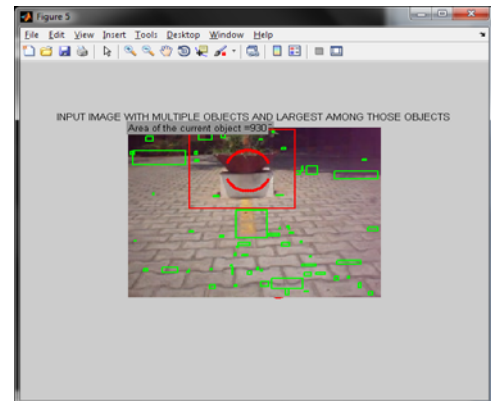 Figure 5
File Edit View Insert Tools Desktop Window Help
INPUT IMAGE WITH MULTIPLE OBJECTS AND LARGEST AMONG THOSE OBJECTS
Area of the current object =930